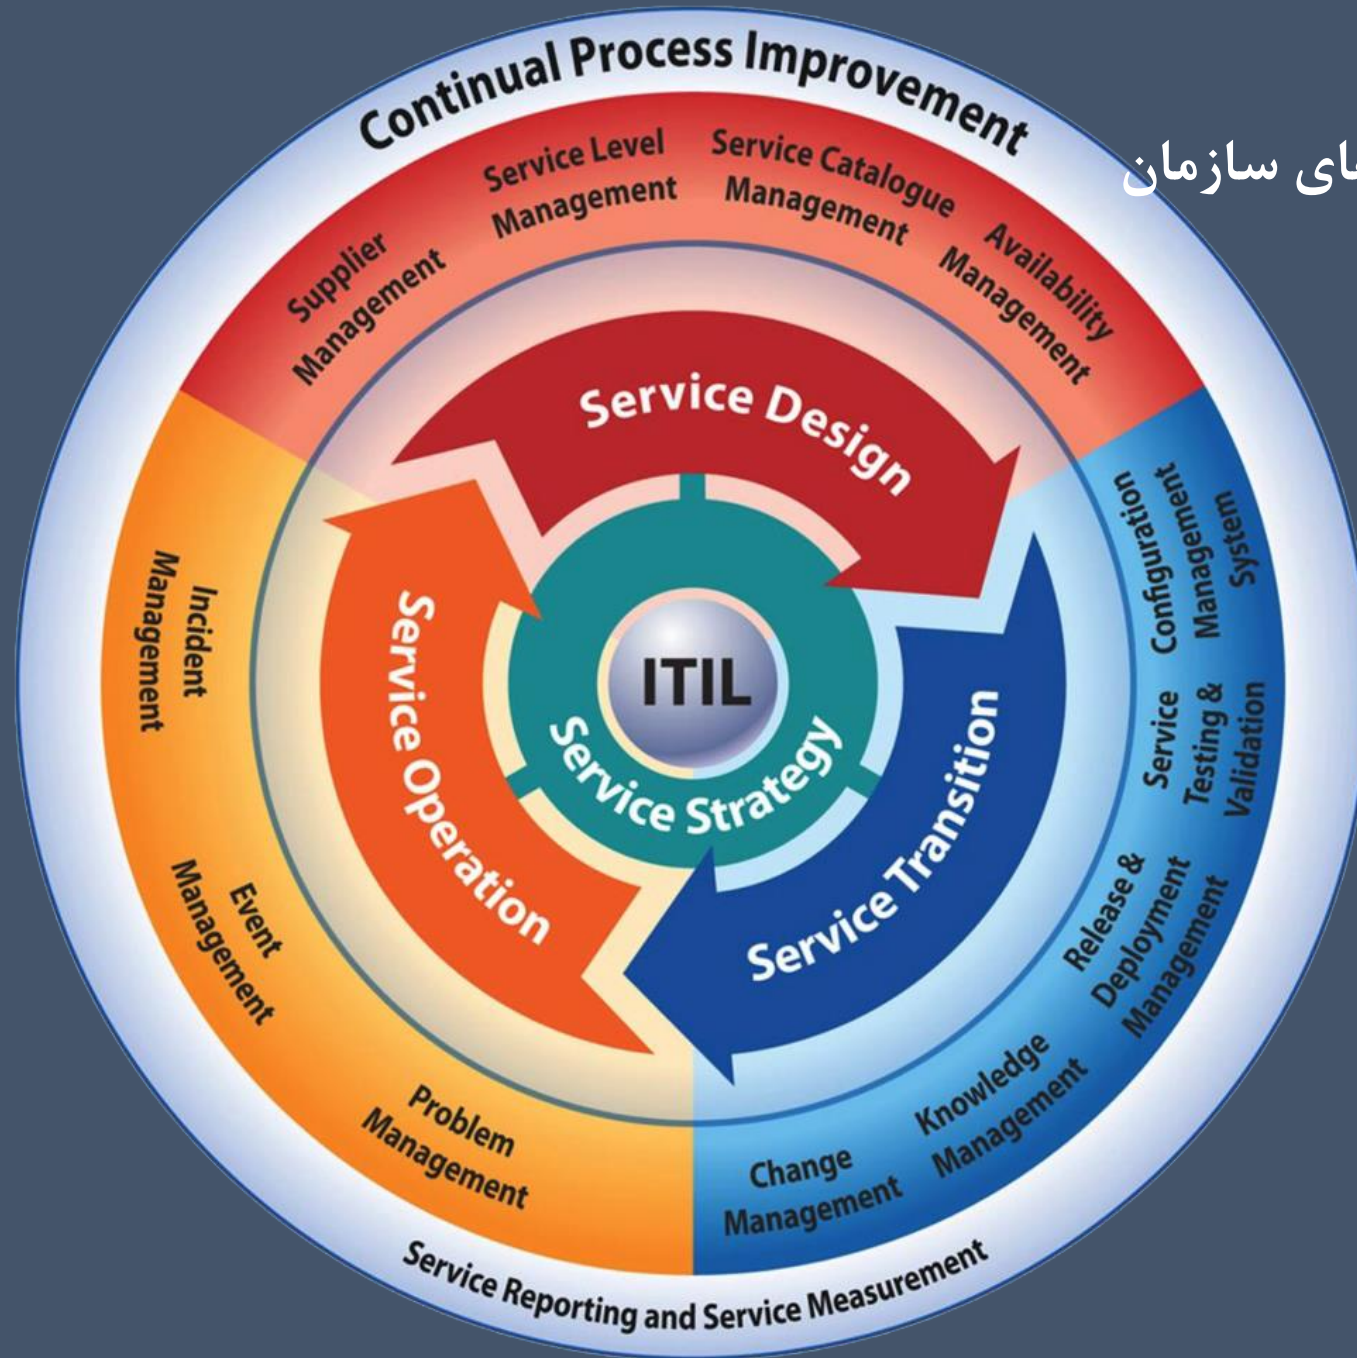 Continual Process Improvement
سازمان
Supplier
Management
Service Level
Management
Service Catalogue
Management
Availability
Management
Configuration
Management
System
Service
Testing &
Validation
Release &
Deployment
Management
Knowledge
Management
Change
Management
Problem
Management
Event
Management
Incident
Management
Service Design
Service Transition
Service Operation
Service Strategy
ITIL
Service Reporting and Service Measurement